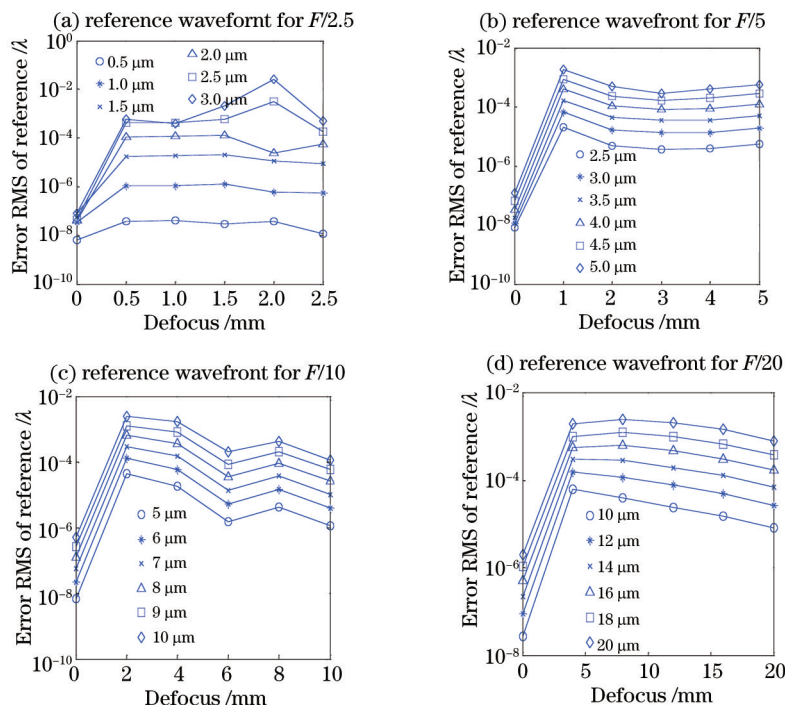 (a) reference wavefornt for F/2.5
Error RMS of reference /λ
10⁰
10⁻²
10⁻⁴
10⁻⁶
10⁻⁸
10⁻¹⁰
0.5 μm
1.0 μm
1.5 μm
2.0 μm
2.5 μm
3.0 μm
0 0.5 1.0 1.5 2.0 2.5
Defocus /mm
(b) reference wavefront for F/5
Error RMS of reference /λ
10⁻²
10⁻⁴
10⁻⁶
10⁻⁸
10⁻¹⁰
2.5 μm
3.0 μm
3.5 μm
4.0 μm
4.5 μm
5.0 μm
0 1 2 3 4 5
Defocus /mm
(c) reference wavefront for F/10
Error RMS of reference /λ
10⁻²
10⁻⁴
10⁻⁶
10⁻⁸
10⁻¹⁰
5 μm
6 μm
7 μm
8 μm
9 μm
10 μm
0 2 4 6 8 10
Defocus /mm
(d) reference wavefront for F/20
Error RMS of reference /λ
10⁻²
10⁻⁴
10⁻⁶
10⁻⁸
10 μm
12 μm
14 μm
16 μm
18 μm
20 μm
0 5 10 15 20
Defocus /mm